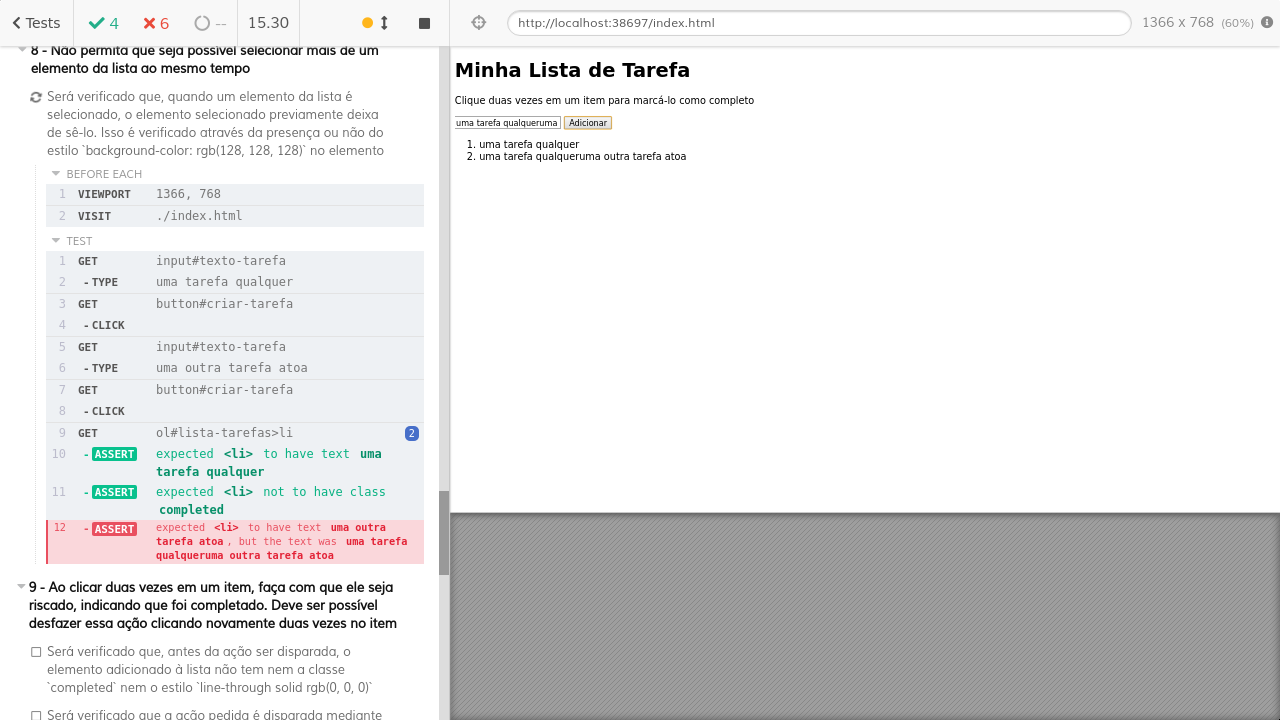 Tests
4
6
--
15.30
http://localhost:38697/index.html
1366 x 768 (60%)
8 - Não permita que seja possível selecionar mais de um
elemento da lista ao mesmo tempo
Será verificado que, quando um elemento da lista é
selecionado, o elemento selecionado previamente deixa
de sê-lo. Isso é verificado através da presença ou não do
estilo `background-color: rgb(128, 128, 128)` no elemento
BEFORE EACH
1 VIEWPORT 1366, 768
2 VISIT ./index.html
TEST
1 GET input#texto-tarefa
2 - TYPE uma tarefa qualquer
3 GET button#criar-tarefa
4 - CLICK
5 GET input#texto-tarefa
6 - TYPE uma outra tarefa atoa
7 GET button#criar-tarefa
8 - CLICK
9 GET ol#lista-tarefas>li 2
10 - ASSERT expected <li> to have text uma
tarefa qualquer
11 - ASSERT expected <li> not to have class
completed
12 - ASSERT expected <li> to have text uma outra
tarefa atoa, but the text was uma tarefa
qualqueruma outra tarefa atoa
9 - Ao clicar duas vezes em um item, faça com que ele seja
riscado, indicando que foi completado. Deve ser possível
desfazer essa ação clicando novamente duas vezes no item
Será verificado que, antes da ação ser disparada, o
elemento adicionado à lista não tem nem a classe
`completed` nem o estilo `line-through solid rgb(0, 0, 0)`
Será verificado que a ação pedida é disparada mediante
Minha Lista de Tarefa
Clique duas vezes em um item para marcá-lo como completo
uma tarefa qualqueruma
Adicionar
1. uma tarefa qualquer
2. uma tarefa qualqueruma outra tarefa atoa